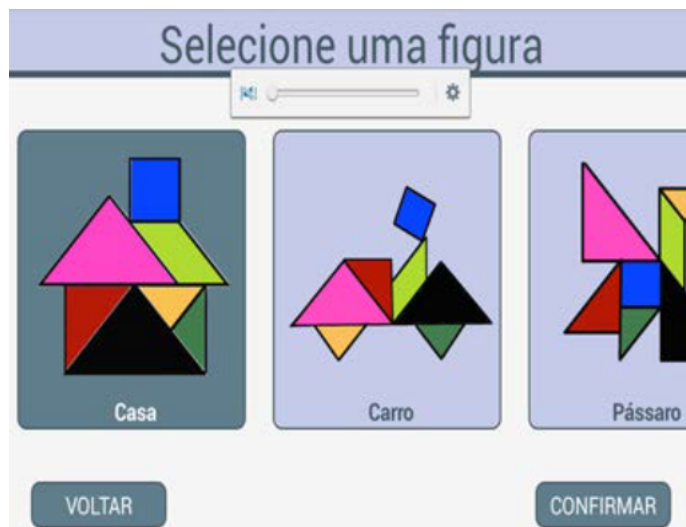 Selecione uma figura
Casa
Carro
Pássaro
VOLTAR
CONFIRMAR